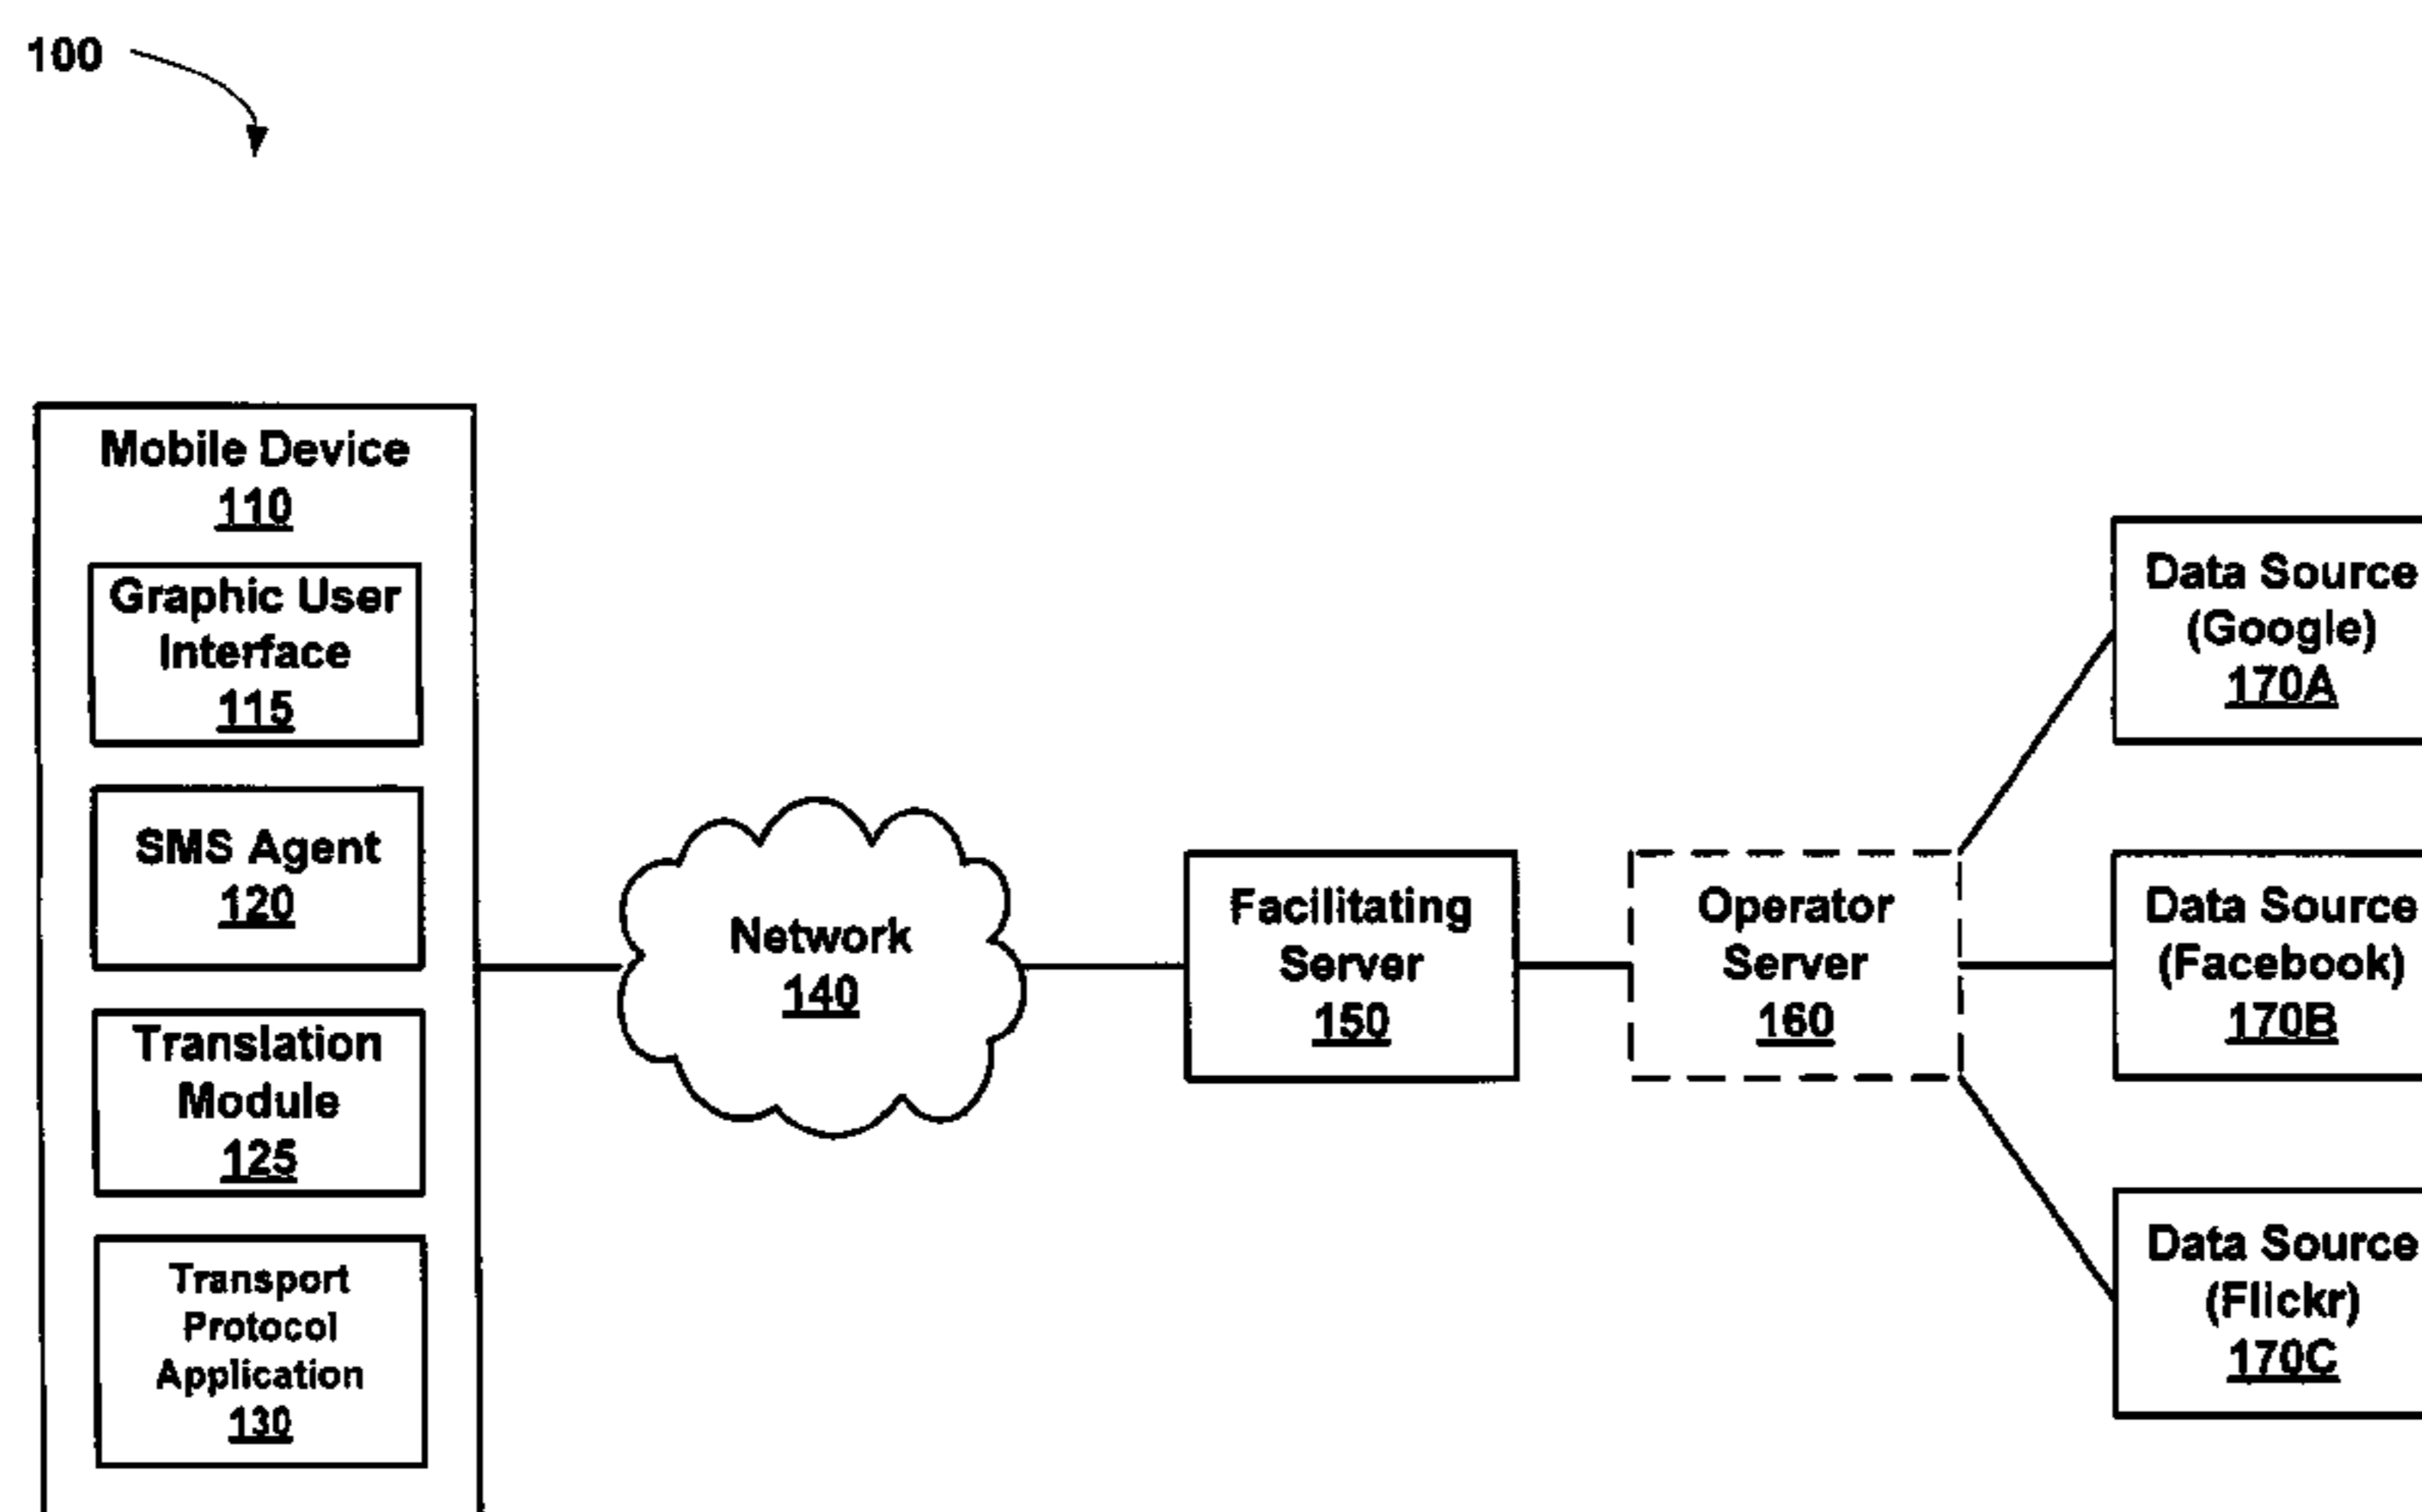 100
Mobile Device
110
Graphic User
Interface
115
SMS Agent
120
Translation
Module
125
Transport
Protocol
Application
130
Network
140
Facilitating
Server
150
Operator
Server
160
Data Source
(Google)
170A
Data Source
(Facebook)
170B
Data Source
(Flickr)
170C